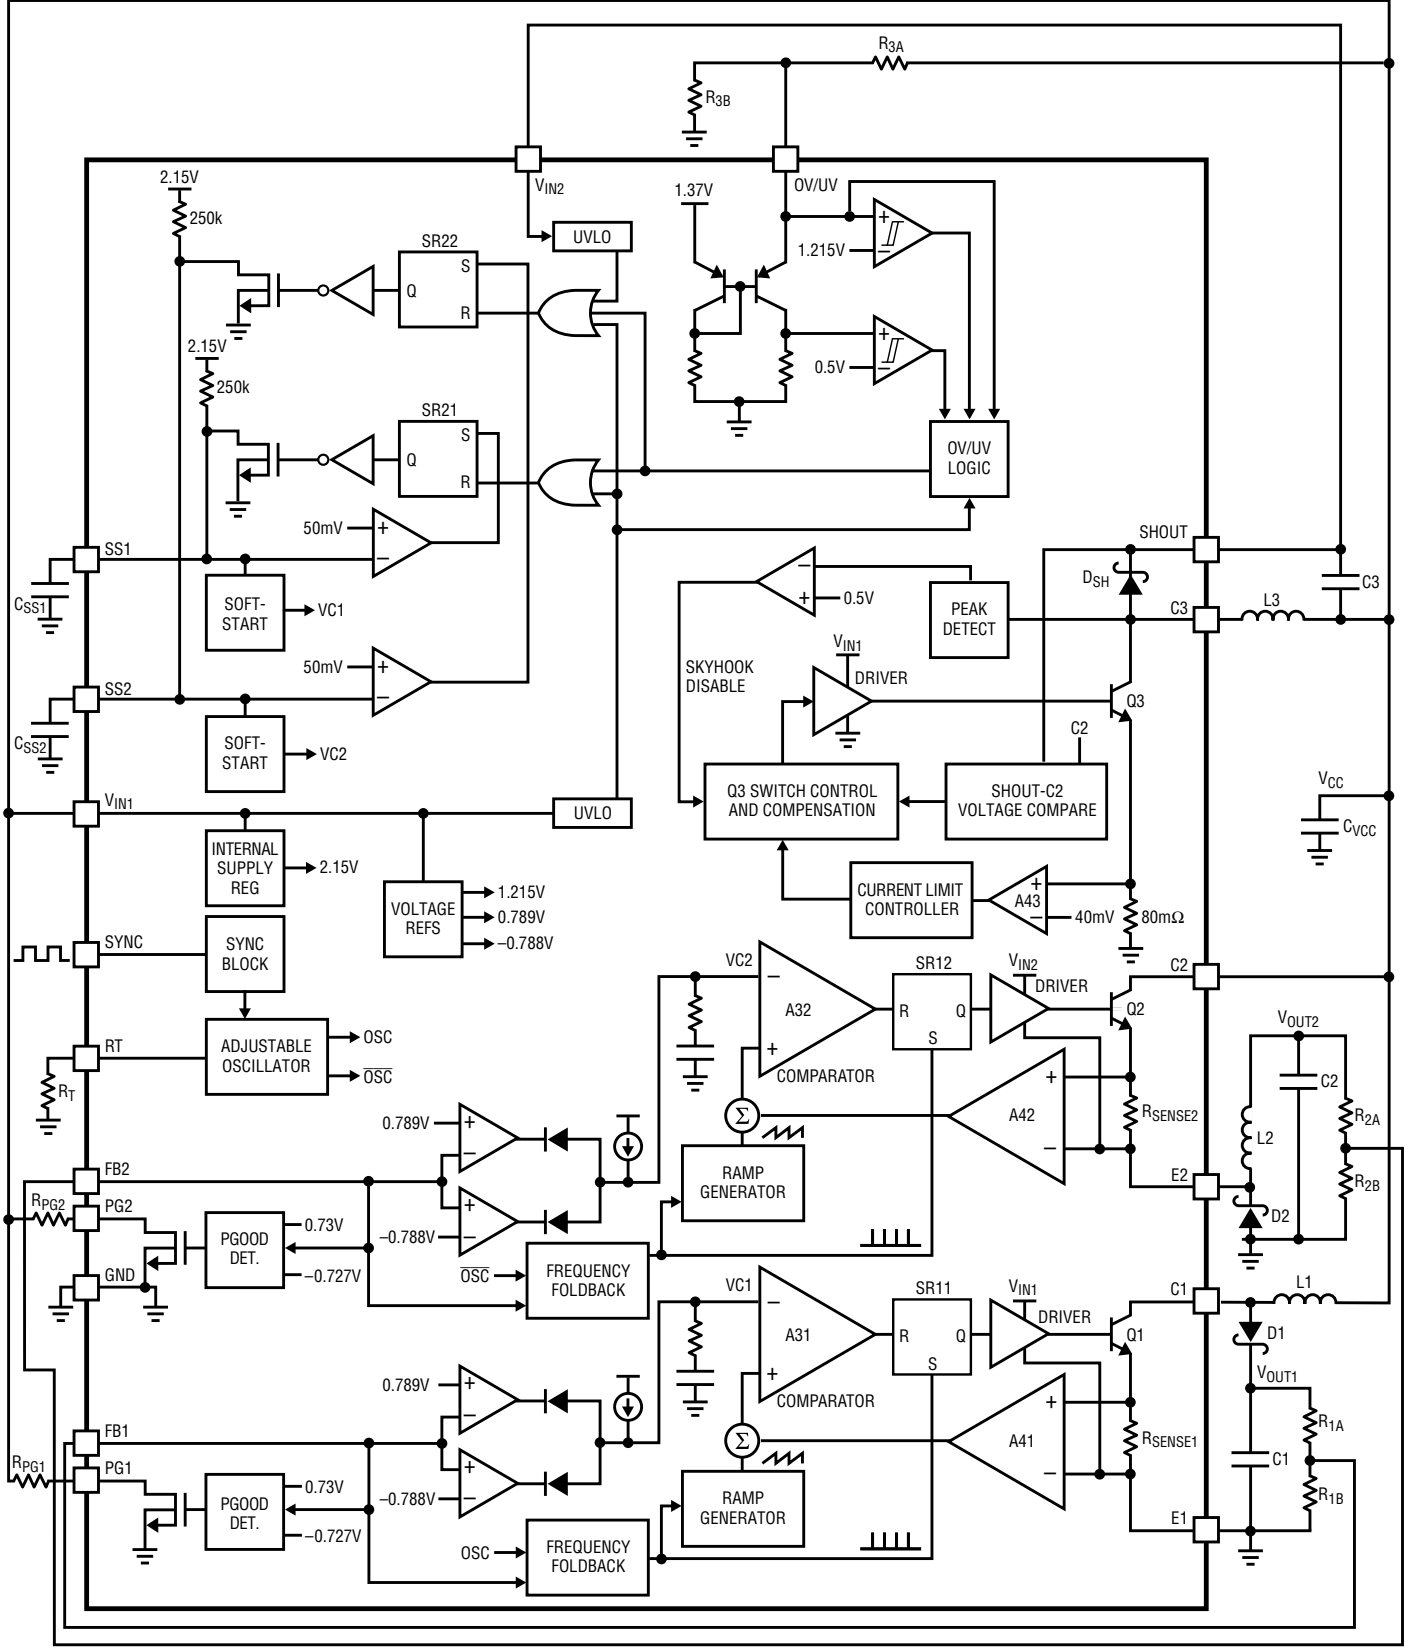 R3A
R3B
2.15V
250k
VIN2
OV/UV
1.37V
UVLO
SR22
S
Q
R
+
1.215V
−
2.15V
250k
+
0.5V
−
SR21
S
Q
R
OV/UV
LOGIC
50mV
+
−
SS1
CSS1
SOFT-
START
VC1
SHOUT
DSH
C3
L3
C3
−
+
0.5V
PEAK
DETECT
50mV
+
−
SKYHOOK
DISABLE
VIN1
DRIVER
Q3
SS2
CSS2
SOFT-
START
VC2
C2
Q3 SWITCH CONTROL
AND COMPENSATION
SHOUT-C2
VOLTAGE COMPARE
VCC
CVCC
VIN1
UVLO
INTERNAL
SUPPLY
REG
2.15V
VOLTAGE
REFS
1.215V
0.789V
−0.788V
CURRENT LIMIT
CONTROLLER
A43
+
−
40mV
80mΩ
SYNC
SYNC
BLOCK
VC2
−
A32
+
COMPARATOR
SR12
R
Q
S
VIN2
DRIVER
C2
Q2
RT
RT
ADJUSTABLE
OSCILLATOR
OSC
OSC
Σ
A42
+
−
RSENSE2
VOUT2
C2
R2A
L2
R2B
E2
D2
0.789V
+
−
+
−0.788V
−
RAMP
GENERATOR
FB2
RPG2
PG2
PGOOD
DET.
0.73V
−0.727V
GND
OSC
FREQUENCY
FOLDBACK
VC1
−
A31
+
COMPARATOR
SR11
R
Q
S
VIN1
DRIVER
C1
L1
Q1
D1
VOUT1
0.789V
+
−
+
−0.788V
−
Σ
A41
+
−
RSENSE1
R1A
C1
R1B
FB1
RPG1
PG1
PGOOD
DET.
0.73V
−0.727V
RAMP
GENERATOR
E1
OSC
FREQUENCY
FOLDBACK